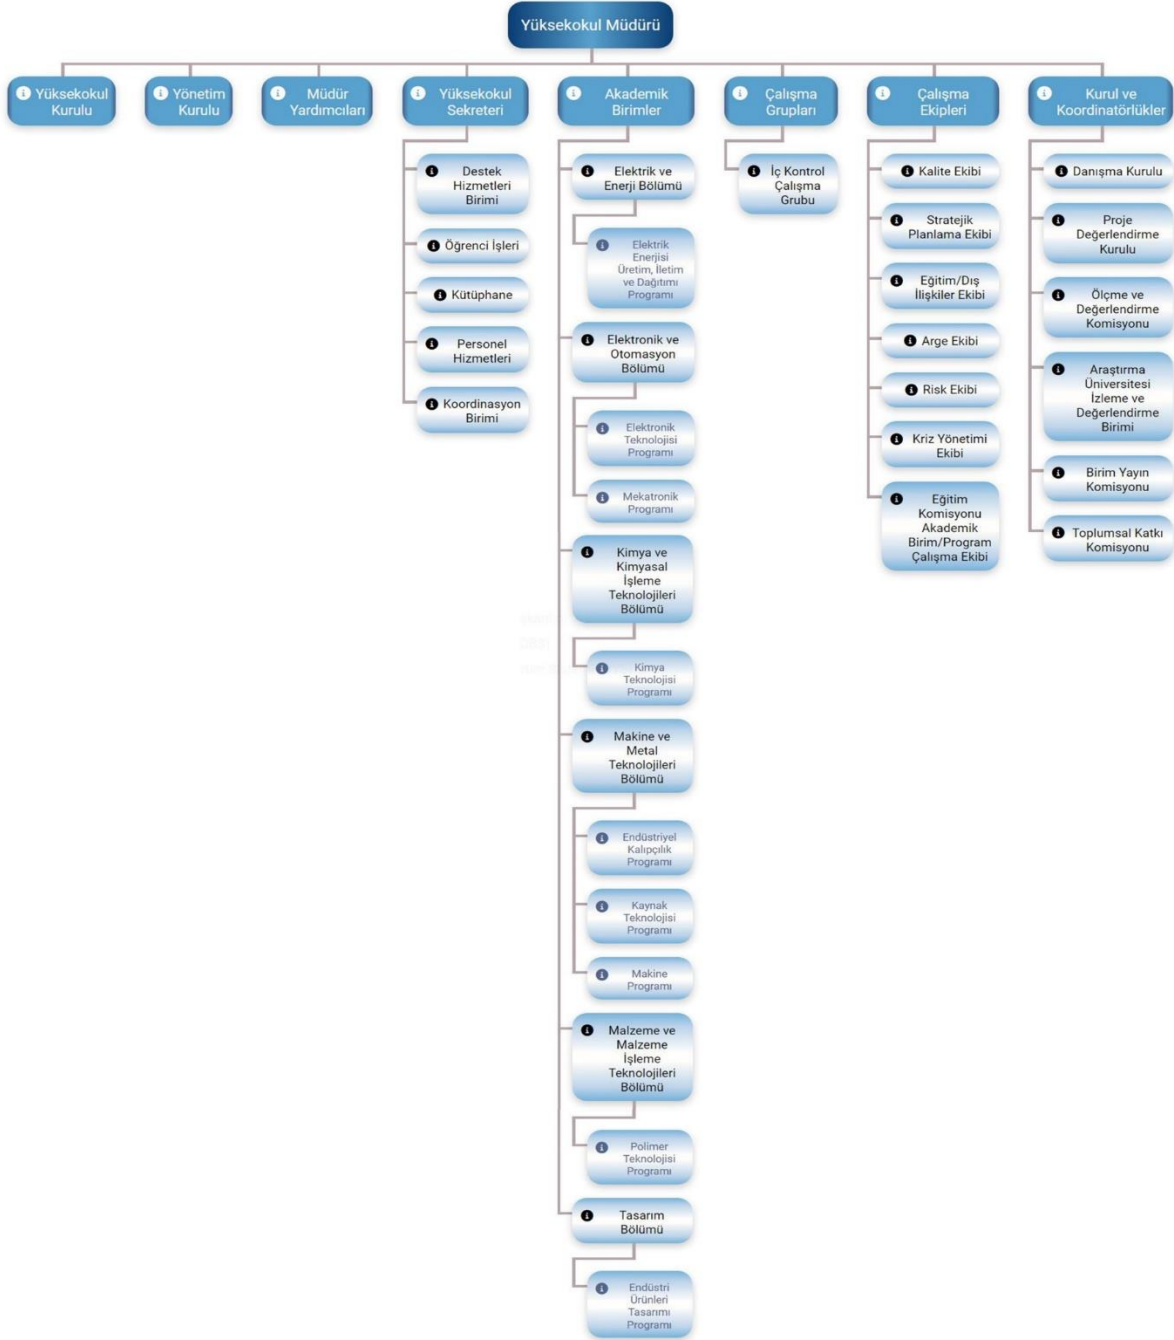 Yüksekokul Müdürü
Yüksekokul
Kurulu
Yönetim
Kurulu
Müdür
Yardımcıları
Yüksekokul
Sekreteri
Akademik
Birimler
Çalışma
Grupları
Çalışma
Ekipleri
Kurul ve
Koordinatörlükler
Destek
Hizmetleri
Birimi
Öğrenci İşleri
Kütüphane
Personel
Hizmetleri
Koordinasyon
Birimi
Elektrik ve
Enerji Bölümü
Elektrik
Enerjisi
Üretim, İletim
ve Dağıtımı
Programı
Elektronik ve
Otomasyon
Bölümü
Elektronik
Teknolojisi
Programı
Mekatronik
Programı
Kimya ve
Kimyasal
İşleme
Teknolojileri
Bölümü
Kimya
Teknolojisi
Programı
Makine ve
Metal
Teknolojileri
Bölümü
Endüstriyel
Kalıpçılık
Programı
Kaynak
Teknolojisi
Programı
Makine
Programı
Malzeme ve
Malzeme
İşleme
Teknolojileri
Bölümü
Polimer
Teknolojisi
Programı
Tasarım
Bölümü
Endüstri
Ürünleri
Tasarımı
Programı
İç Kontrol
Çalışma
Grubu
Kalite Ekibi
Stratejik
Planlama Ekibi
Eğitim/Dış
İlişkiler Ekibi
Arge Ekibi
Risk Ekibi
Kriz Yönetimi
Ekibi
Eğitim
Komisyonu
Akademik
Birim/Program
Çalışma Ekibi
Danışma Kurulu
Proje
Değerlendirme
Kurulu
Ölçme ve
Değerlendirme
Komisyonu
Araştırma
Üniversitesi
İzleme ve
Değerlendirme
Birimi
Birim Yayın
Komisyonu
Toplumsal Katkı
Komisyonu